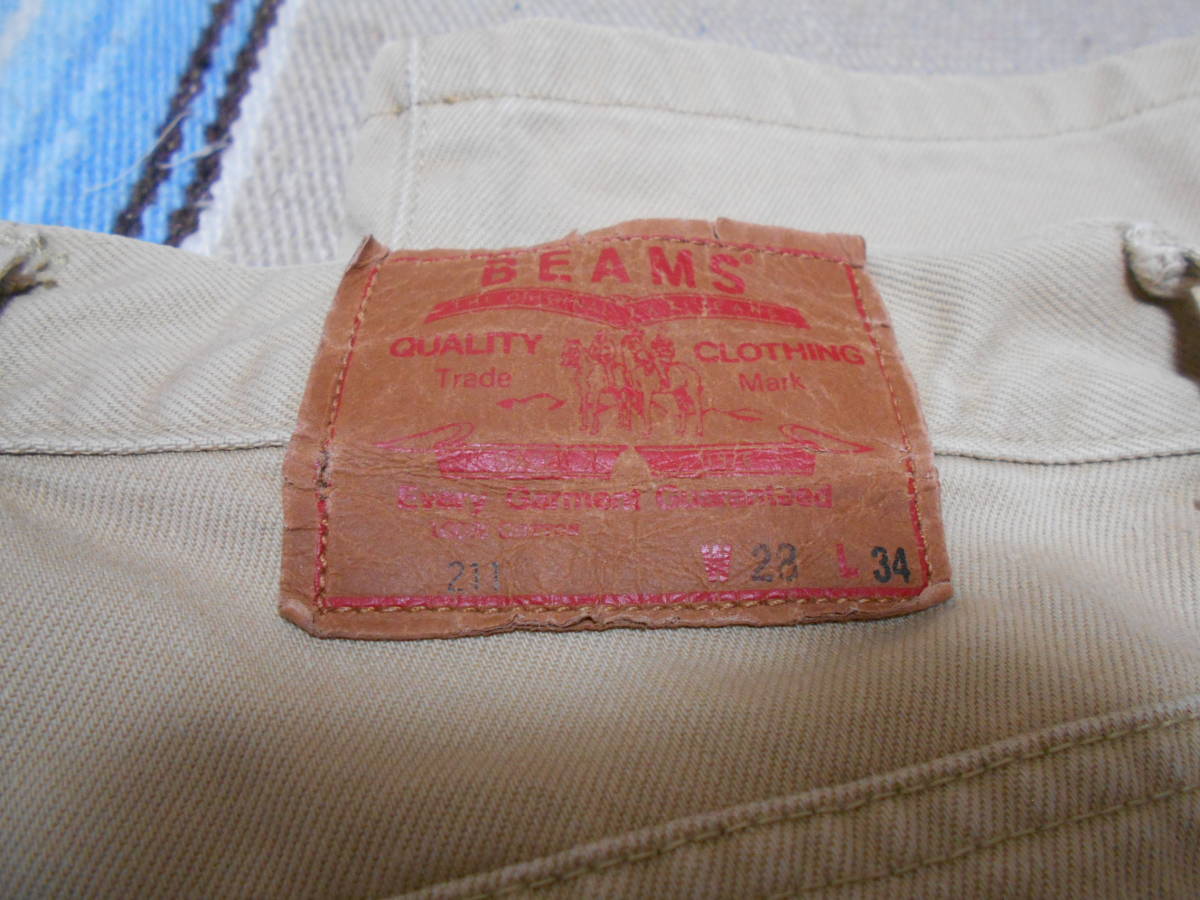 BEAMS®
QUALITY CLOTHING
Trade Mark
Every Garment Guaranteed
211 W 28 L 34